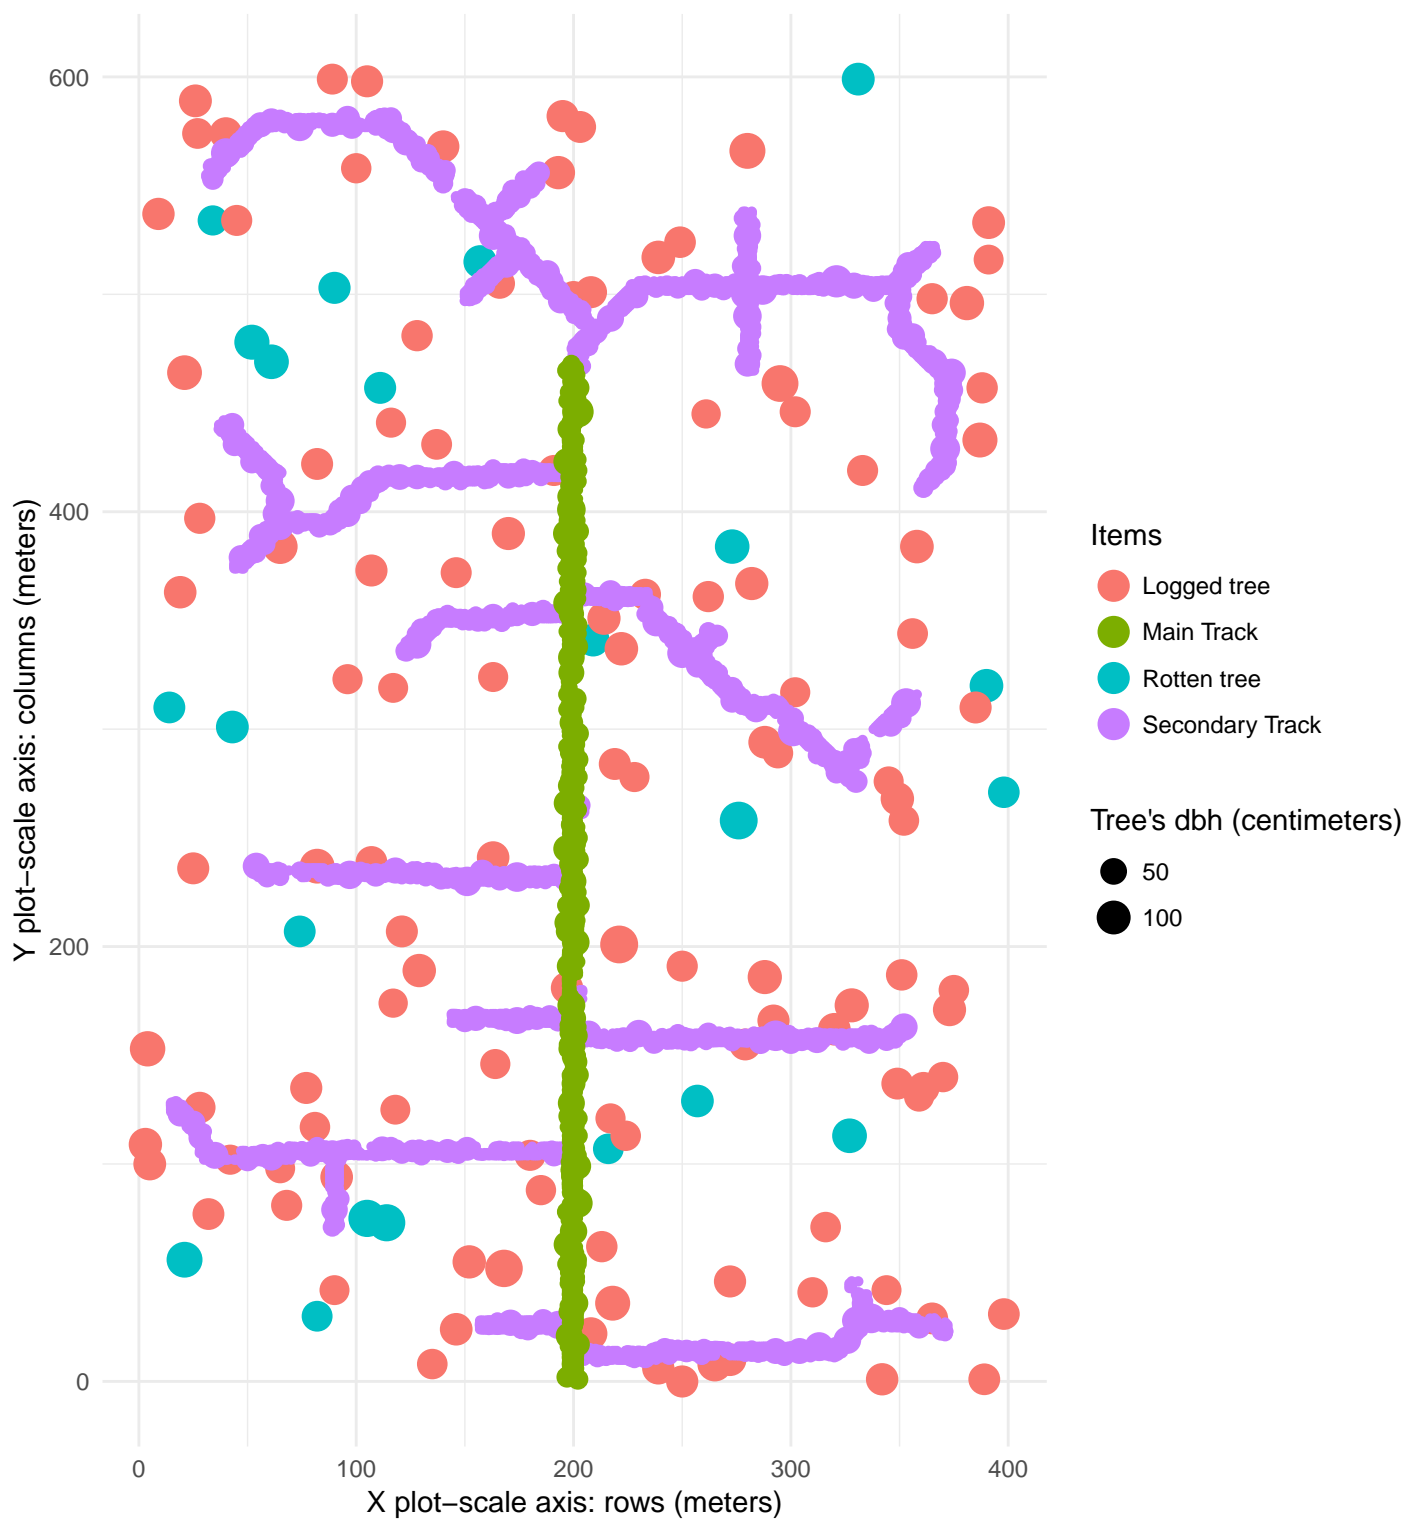 600
400
200
0
Y plot−scale axis: columns (meters)
0 100 200 300 400
X plot−scale axis: rows (meters)
Items
Logged tree
Main Track
Rotten tree
Secondary Track
Tree's dbh (centimeters)
50
100